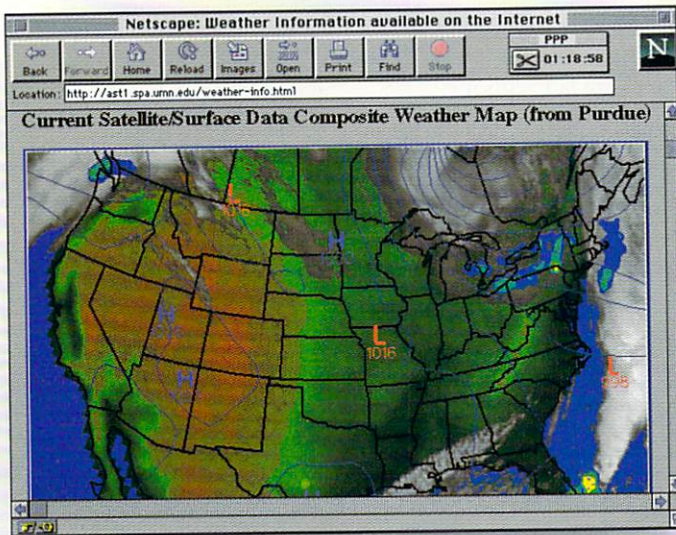 Netscape: Weather Information available on the Internet
PPP
01:18:58
N
Back Forward Home Reload Images Open Print Find Stop
Location: http://ast1.spa.umn.edu/weather-info.html
Current Satellite/Surface Data Composite Weather Map (from Purdue)
L
H
H
L
1016
H
L